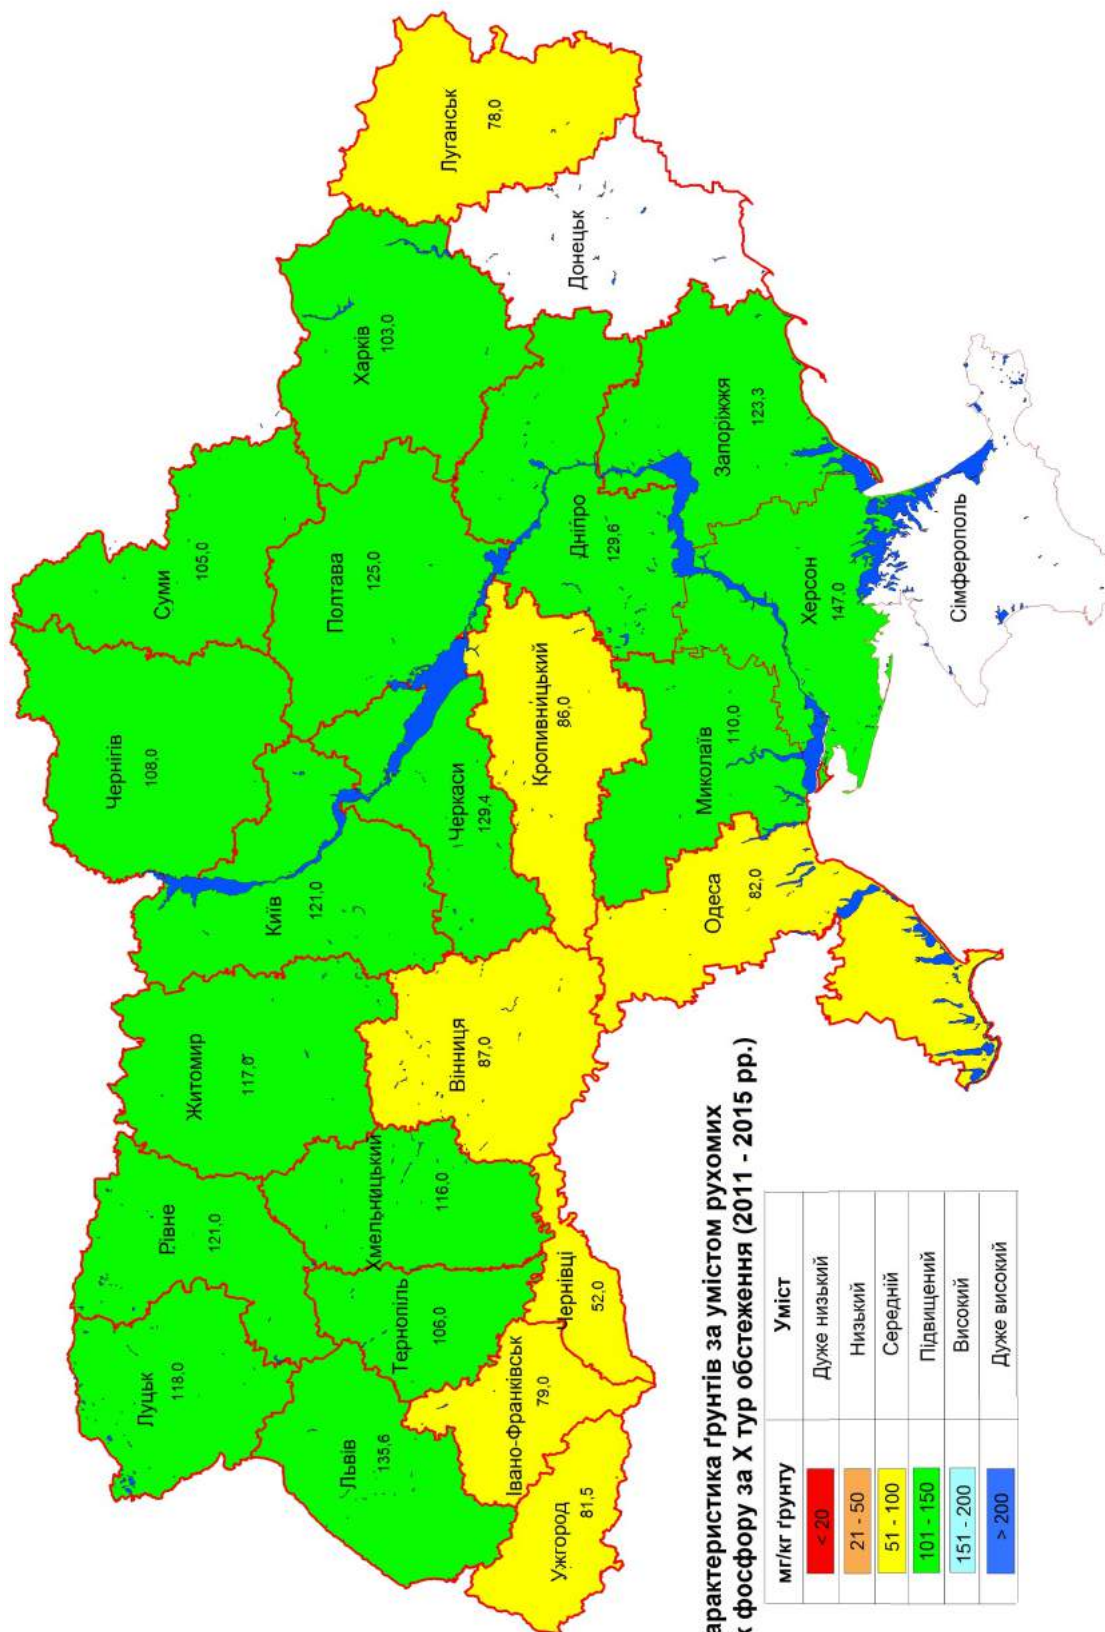 Чернігів
108,0
Суми
105,0
Луцьк
118,0
Рівне
121,0
Житомир
117,0
Київ
121,0
Полтава
125,0
Харків
103,0
Луганськ
78,0
Львів
135,6
Тернопіль
106,0
Хмельницький
116,0
Вінниця
87,0
Черкаси
129,4
Кропивницький
86,0
Дніпро
129,6
Донецьк
Ужгород
81,5
Івано-Франківськ
79,0
Чернівці
52,0
Одеса
82,0
Миколаїв
110,0
Запоріжжя
123,3
Херсон
147,0
Сімферополь
арактеристика ґрунтів за умістом рухомих
к фосфору за X тур обстеження (2011 - 2015 рр.)
мг/кг ґрунту Уміст
< 20 Дуже низький
21 - 50 Низький
51 - 100 Середній
101 - 150 Підвищений
151 - 200 Високий
> 200 Дуже високий